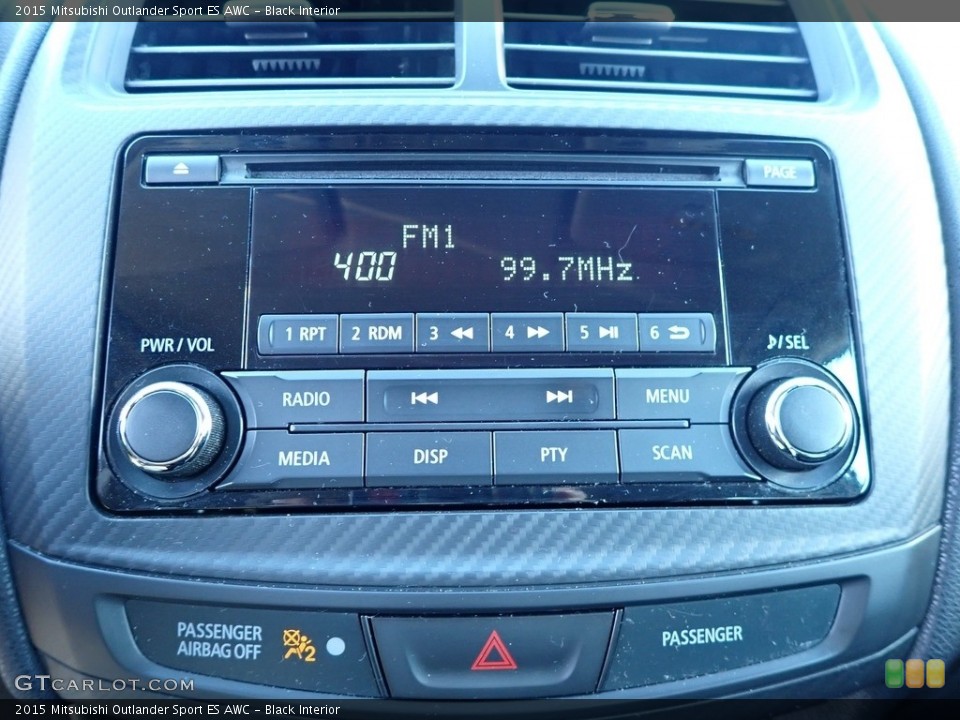 2015 Mitsubishi Outlander Sport ES AWC - Black Interior
PAGE
FM1
400 99.7MHz
1 RPT 2 RDM 3 4 5 6
PWR / VOL
/ SEL
RADIO MENU
MEDIA DISP PTY SCAN
PASSENGER
AIRBAG OFF
2
PASSENGER
GTCARLOT.COM
2015 Mitsubishi Outlander Sport ES AWC - Black Interior